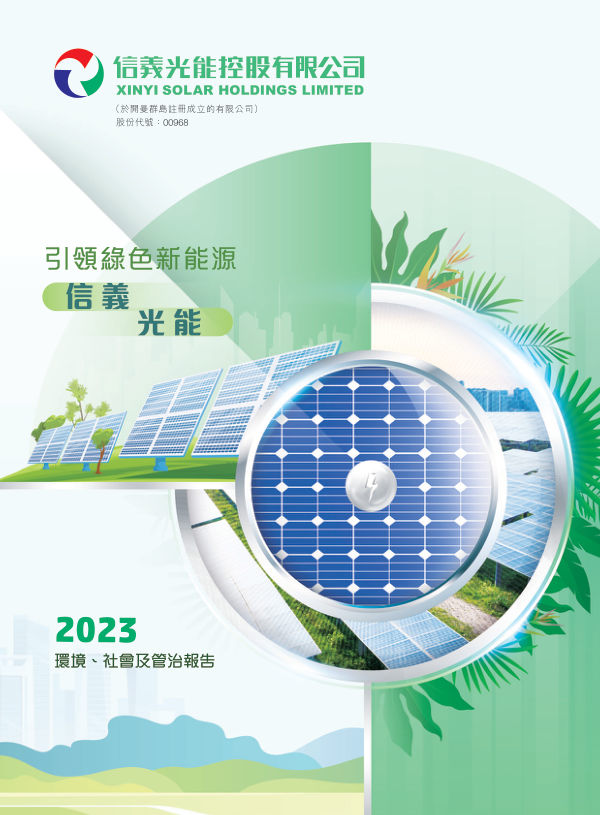 信義光能控股有限公司
XINYI SOLAR HOLDINGS LIMITED
（於開曼群島註冊成立的有限公司）
股份代號：00968
引領綠色新能源
信義
光能
2023
環境、社會及管治報告